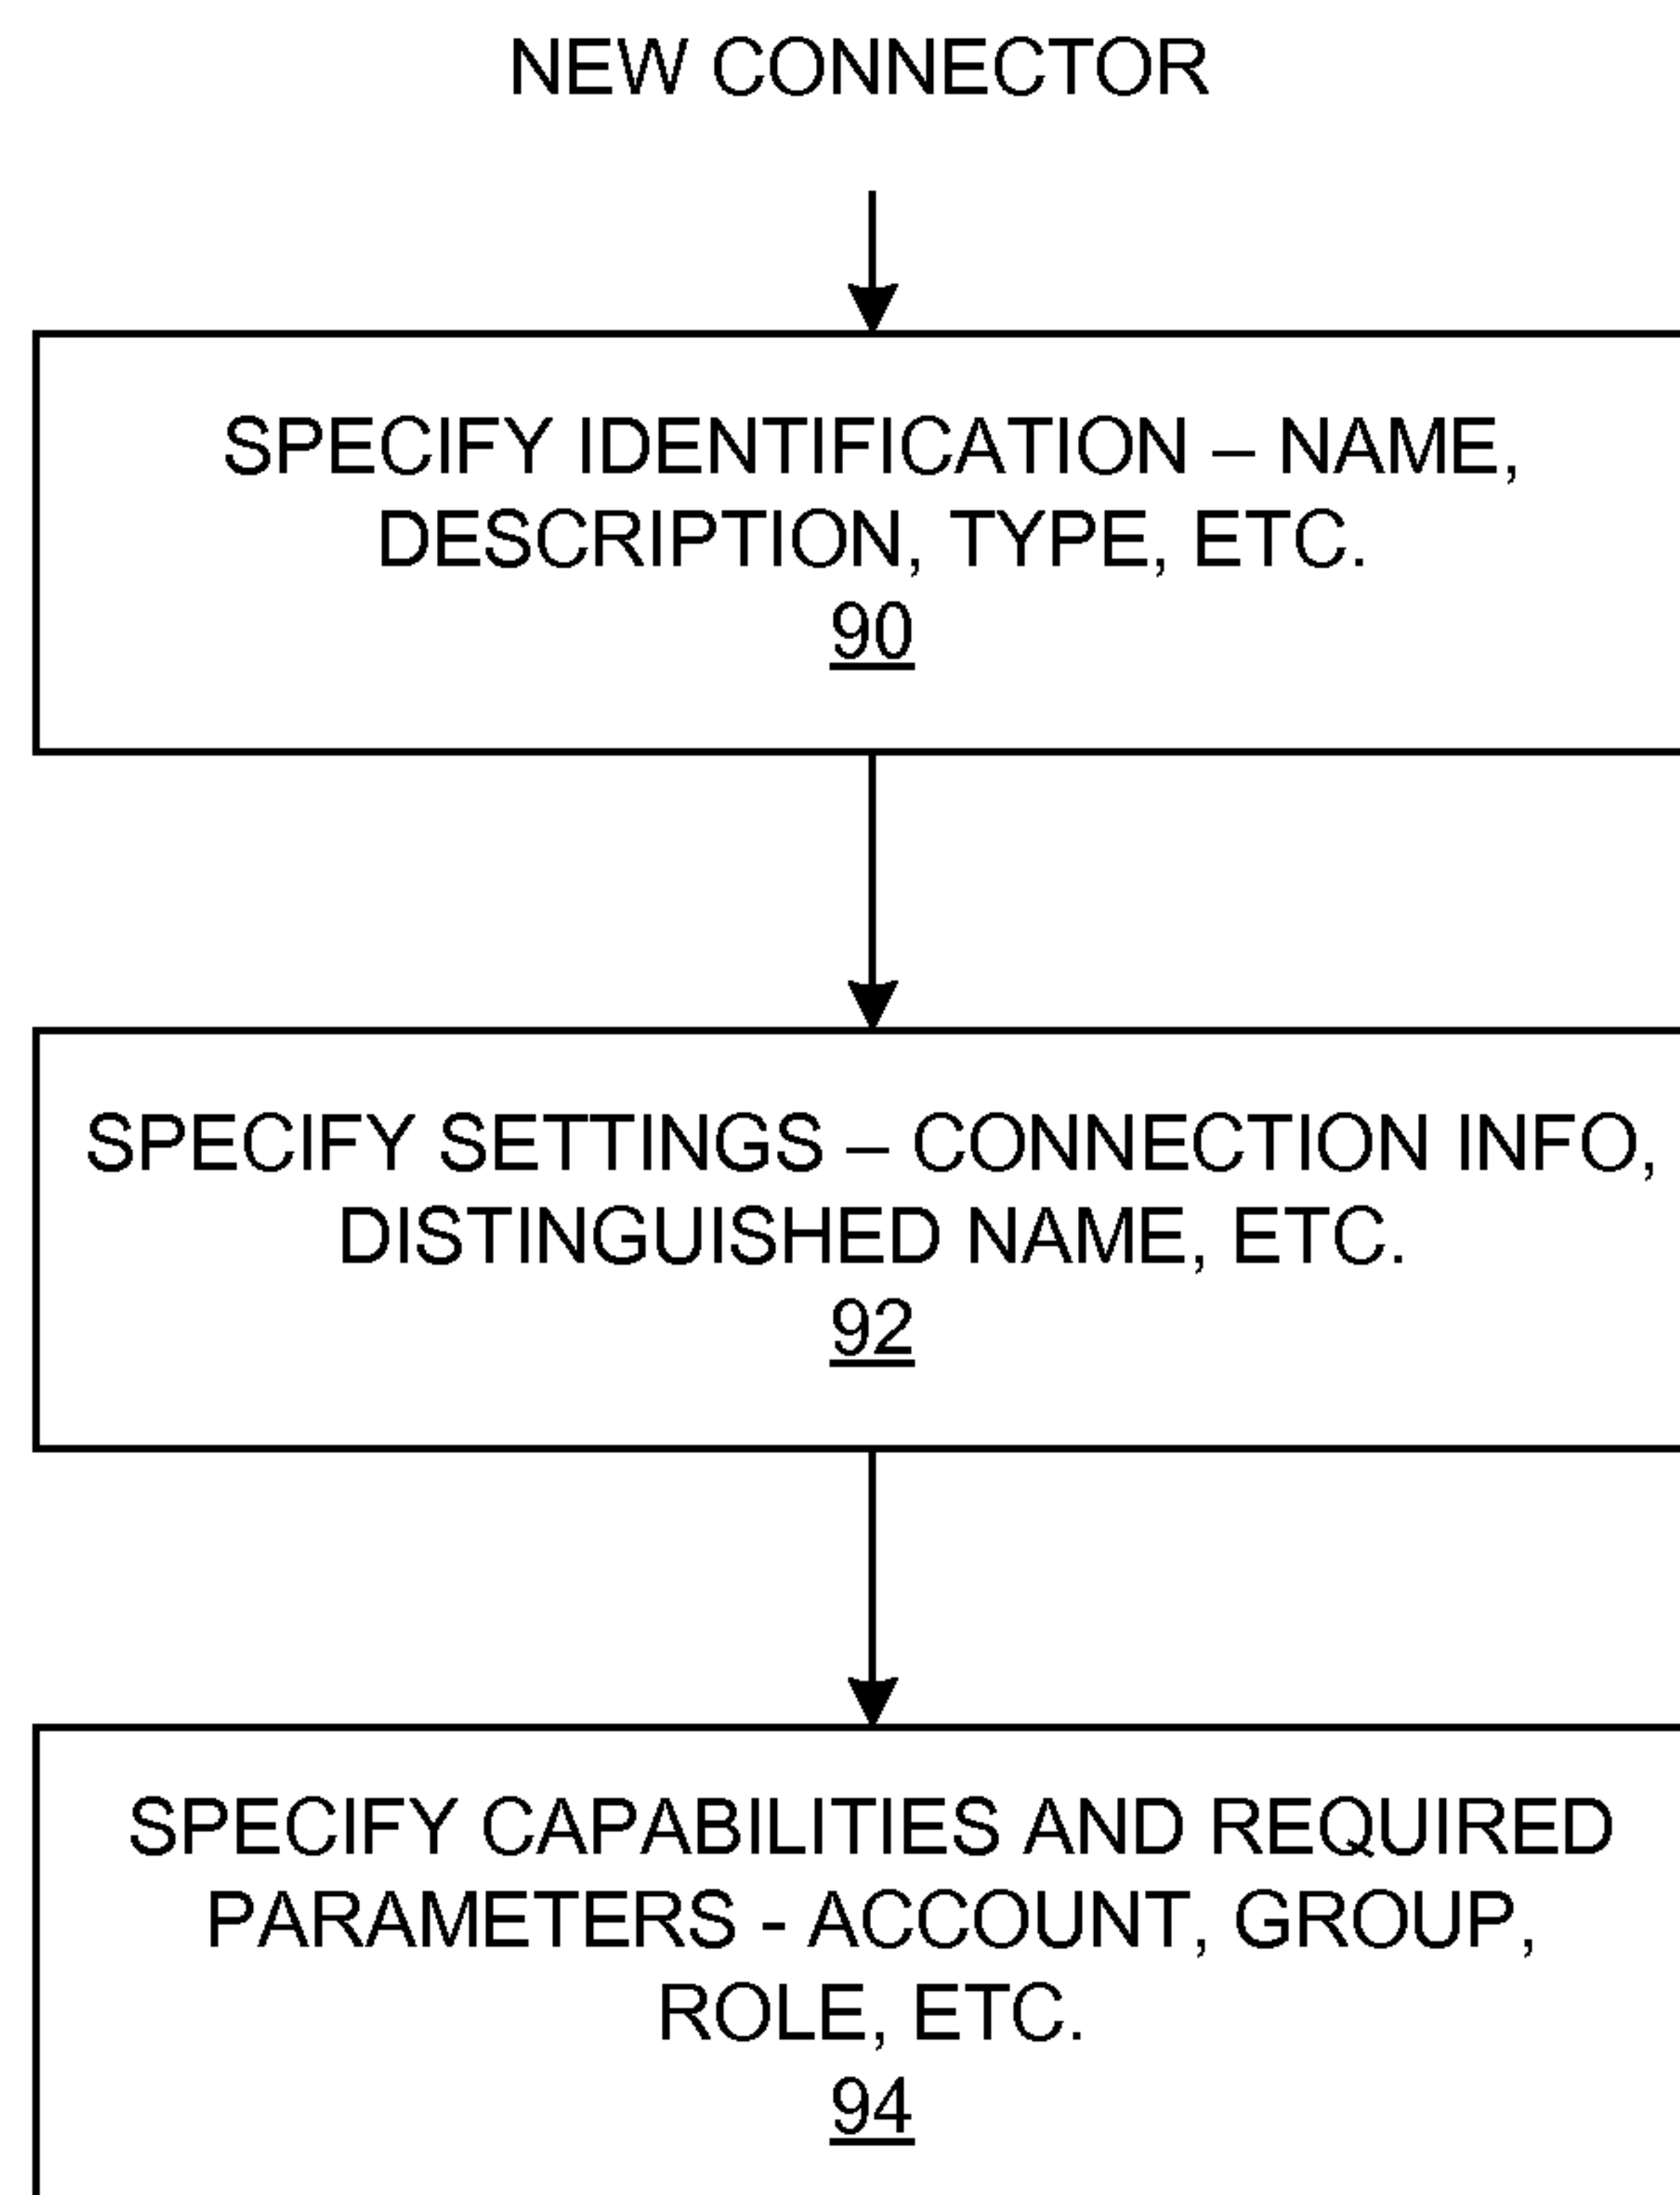 NEW CONNECTOR
SPECIFY IDENTIFICATION – NAME,
DESCRIPTION, TYPE, ETC.
90
SPECIFY SETTINGS – CONNECTION INFO,
DISTINGUISHED NAME, ETC.
92
SPECIFY CAPABILITIES AND REQUIRED
PARAMETERS - ACCOUNT, GROUP,
ROLE, ETC.
94